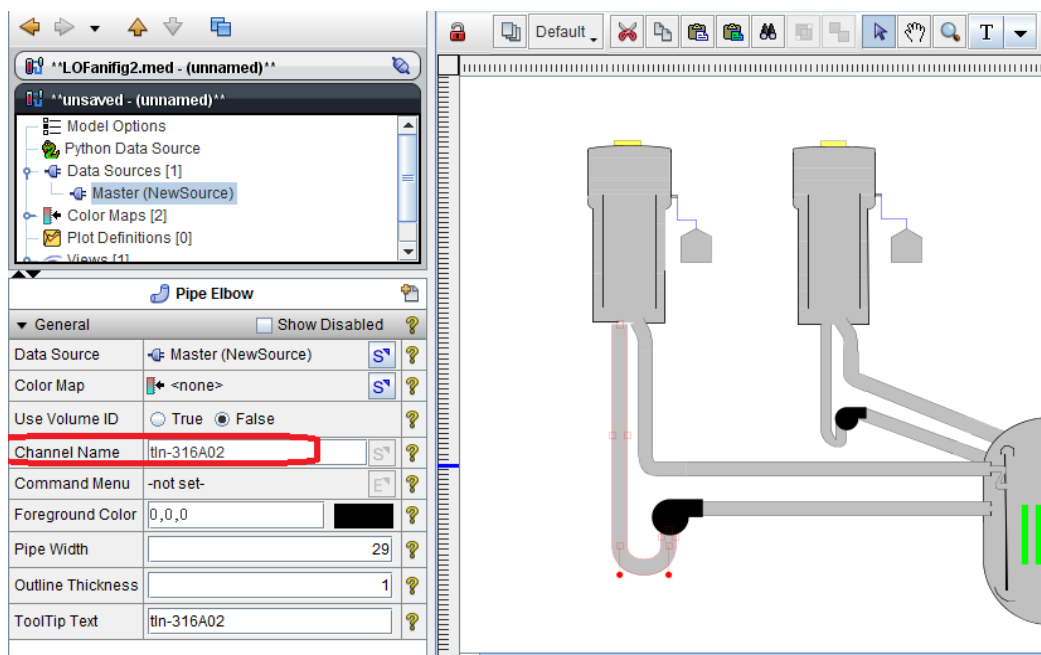 Default
**LOFanifig2.med - (unnamed)**
**unsaved - (unnamed)**
Model Options
Python Data Source
Data Sources [1]
Master (NewSource)
Color Maps [2]
Plot Definitions [0]
Views [1]
Pipe Elbow
General Show Disabled ?
Data Source Master (NewSource) S ?
Color Map <none> S ?
Use Volume ID True False ?
Channel Name tln-316A02 S ?
Command Menu -not set- E ?
Foreground Color 0,0,0 ?
Pipe Width 29 ?
Outline Thickness 1 ?
ToolTip Text tln-316A02 ?
T